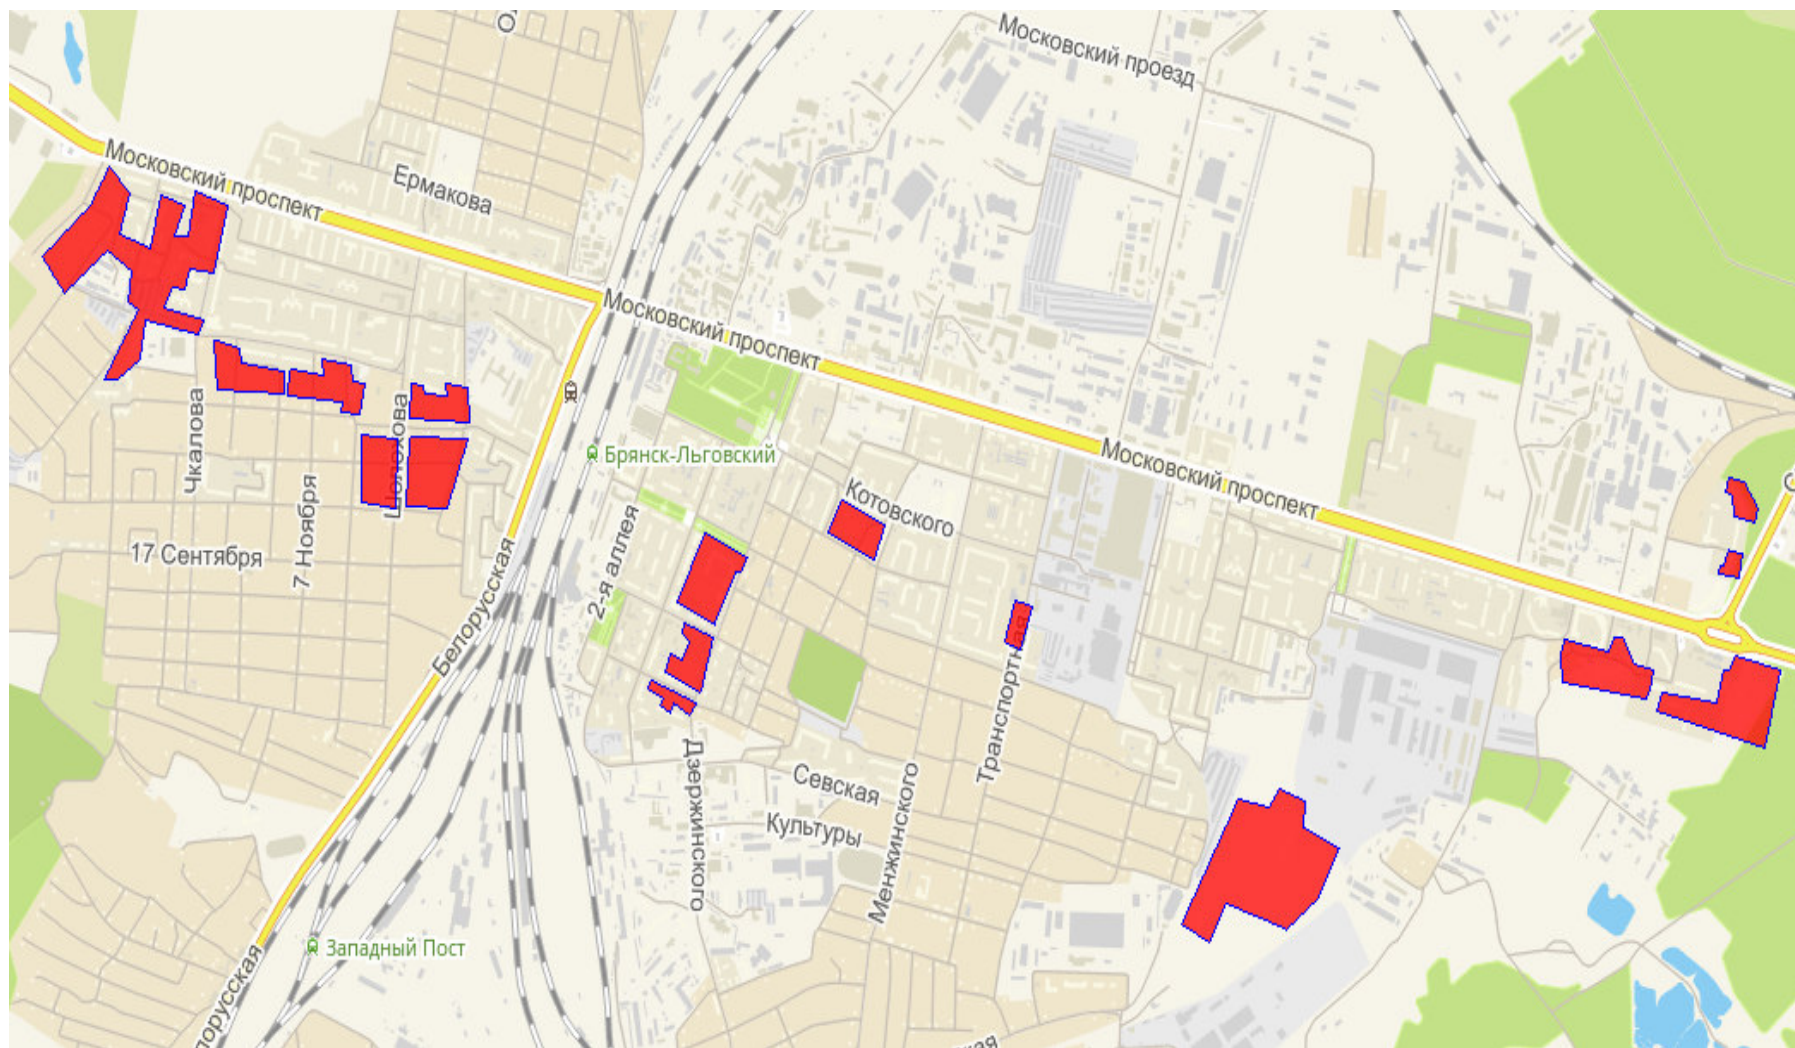 Московский проезд
Московский проспект
Ермакова
Московский проспект
Чкалова
Шолохова
Брянск-Льговский
Московский проспект
7 Ноября
Котовского
17 Сентября
2-я аллея
Белорусская
Транспортная
Дзержинского
Севская
Менжинского
Культуры
Западный Пост